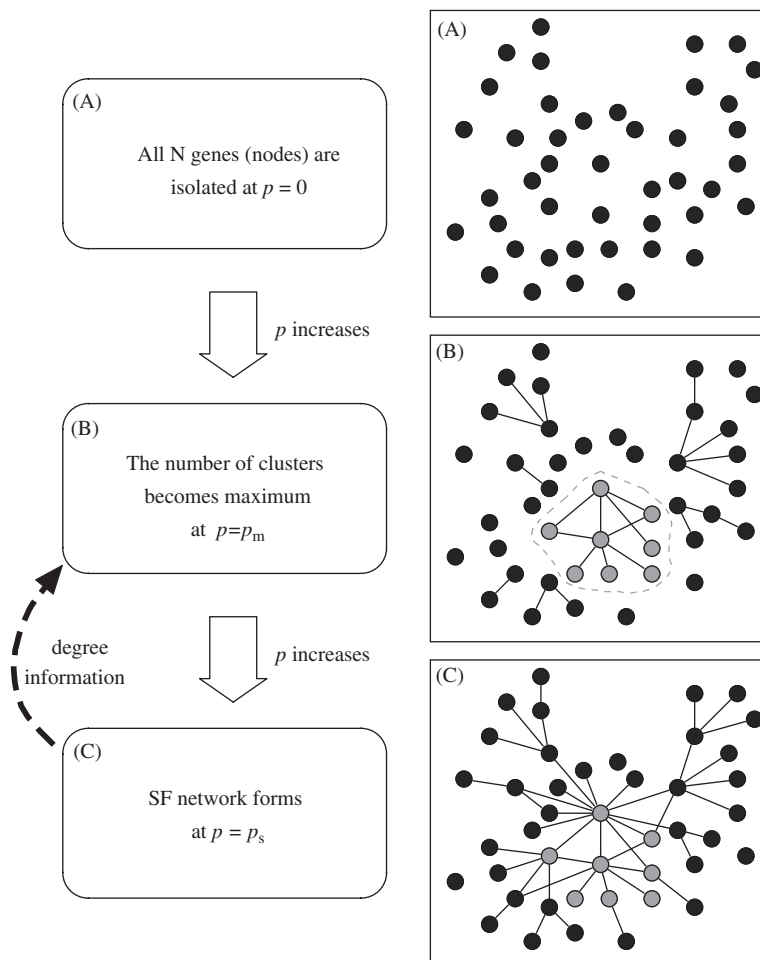 (A)
All N genes (nodes) are
isolated at p = 0
p increases
(B)
The number of clusters
becomes maximum
at p=pm
degree
information
p increases
(C)
SF network forms
at p = ps
(A)
(B)
(C)